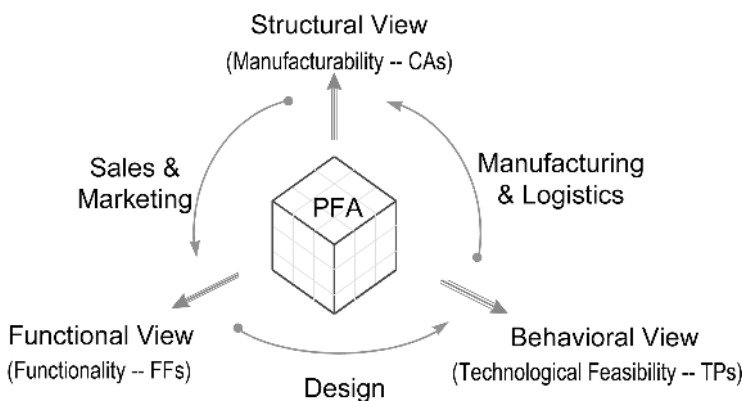 Structural View
(Manufacturability -- CAs)
Sales &
Marketing
PFA
Manufacturing
& Logistics
Functional View
(Functionality -- FFs)
Behavioral View
(Technological Feasibility -- TPs)
Design